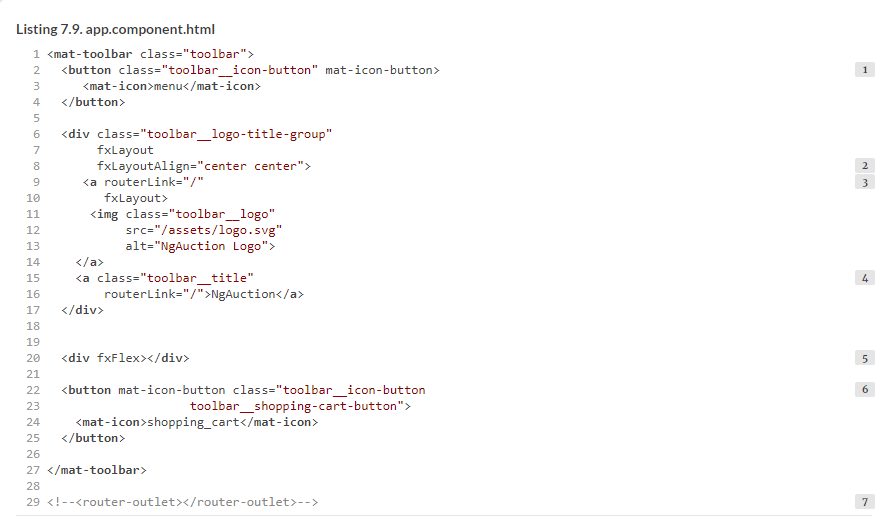 Listing 7.9. app.component.html
1 <mat-toolbar class="toolbar">
2   <button class="toolbar__icon-button" mat-icon-button> 1
3      <mat-icon>menu</mat-icon>
4   </button>
5
6   <div class="toolbar__logo-title-group"
7        fxLayout
8        fxLayoutAlign="center center"> 2
9      <a routerLink="/" 3
10         fxLayout>
11       <img class="toolbar__logo"
12            src="/assets/logo.svg"
13            alt="NgAuction Logo">
14     </a>
15     <a class="toolbar__title" 4
16         routerLink="/">NgAuction</a>
17   </div>
18
19
20   <div fxFlex></div> 5
21
22   <button mat-icon-button class="toolbar__icon-button 6
23                     toolbar__shopping-cart-button">
24     <mat-icon>shopping_cart</mat-icon>
25   </button>
26
27 </mat-toolbar>
28
29 <!--<router-outlet></router-outlet>--> 7